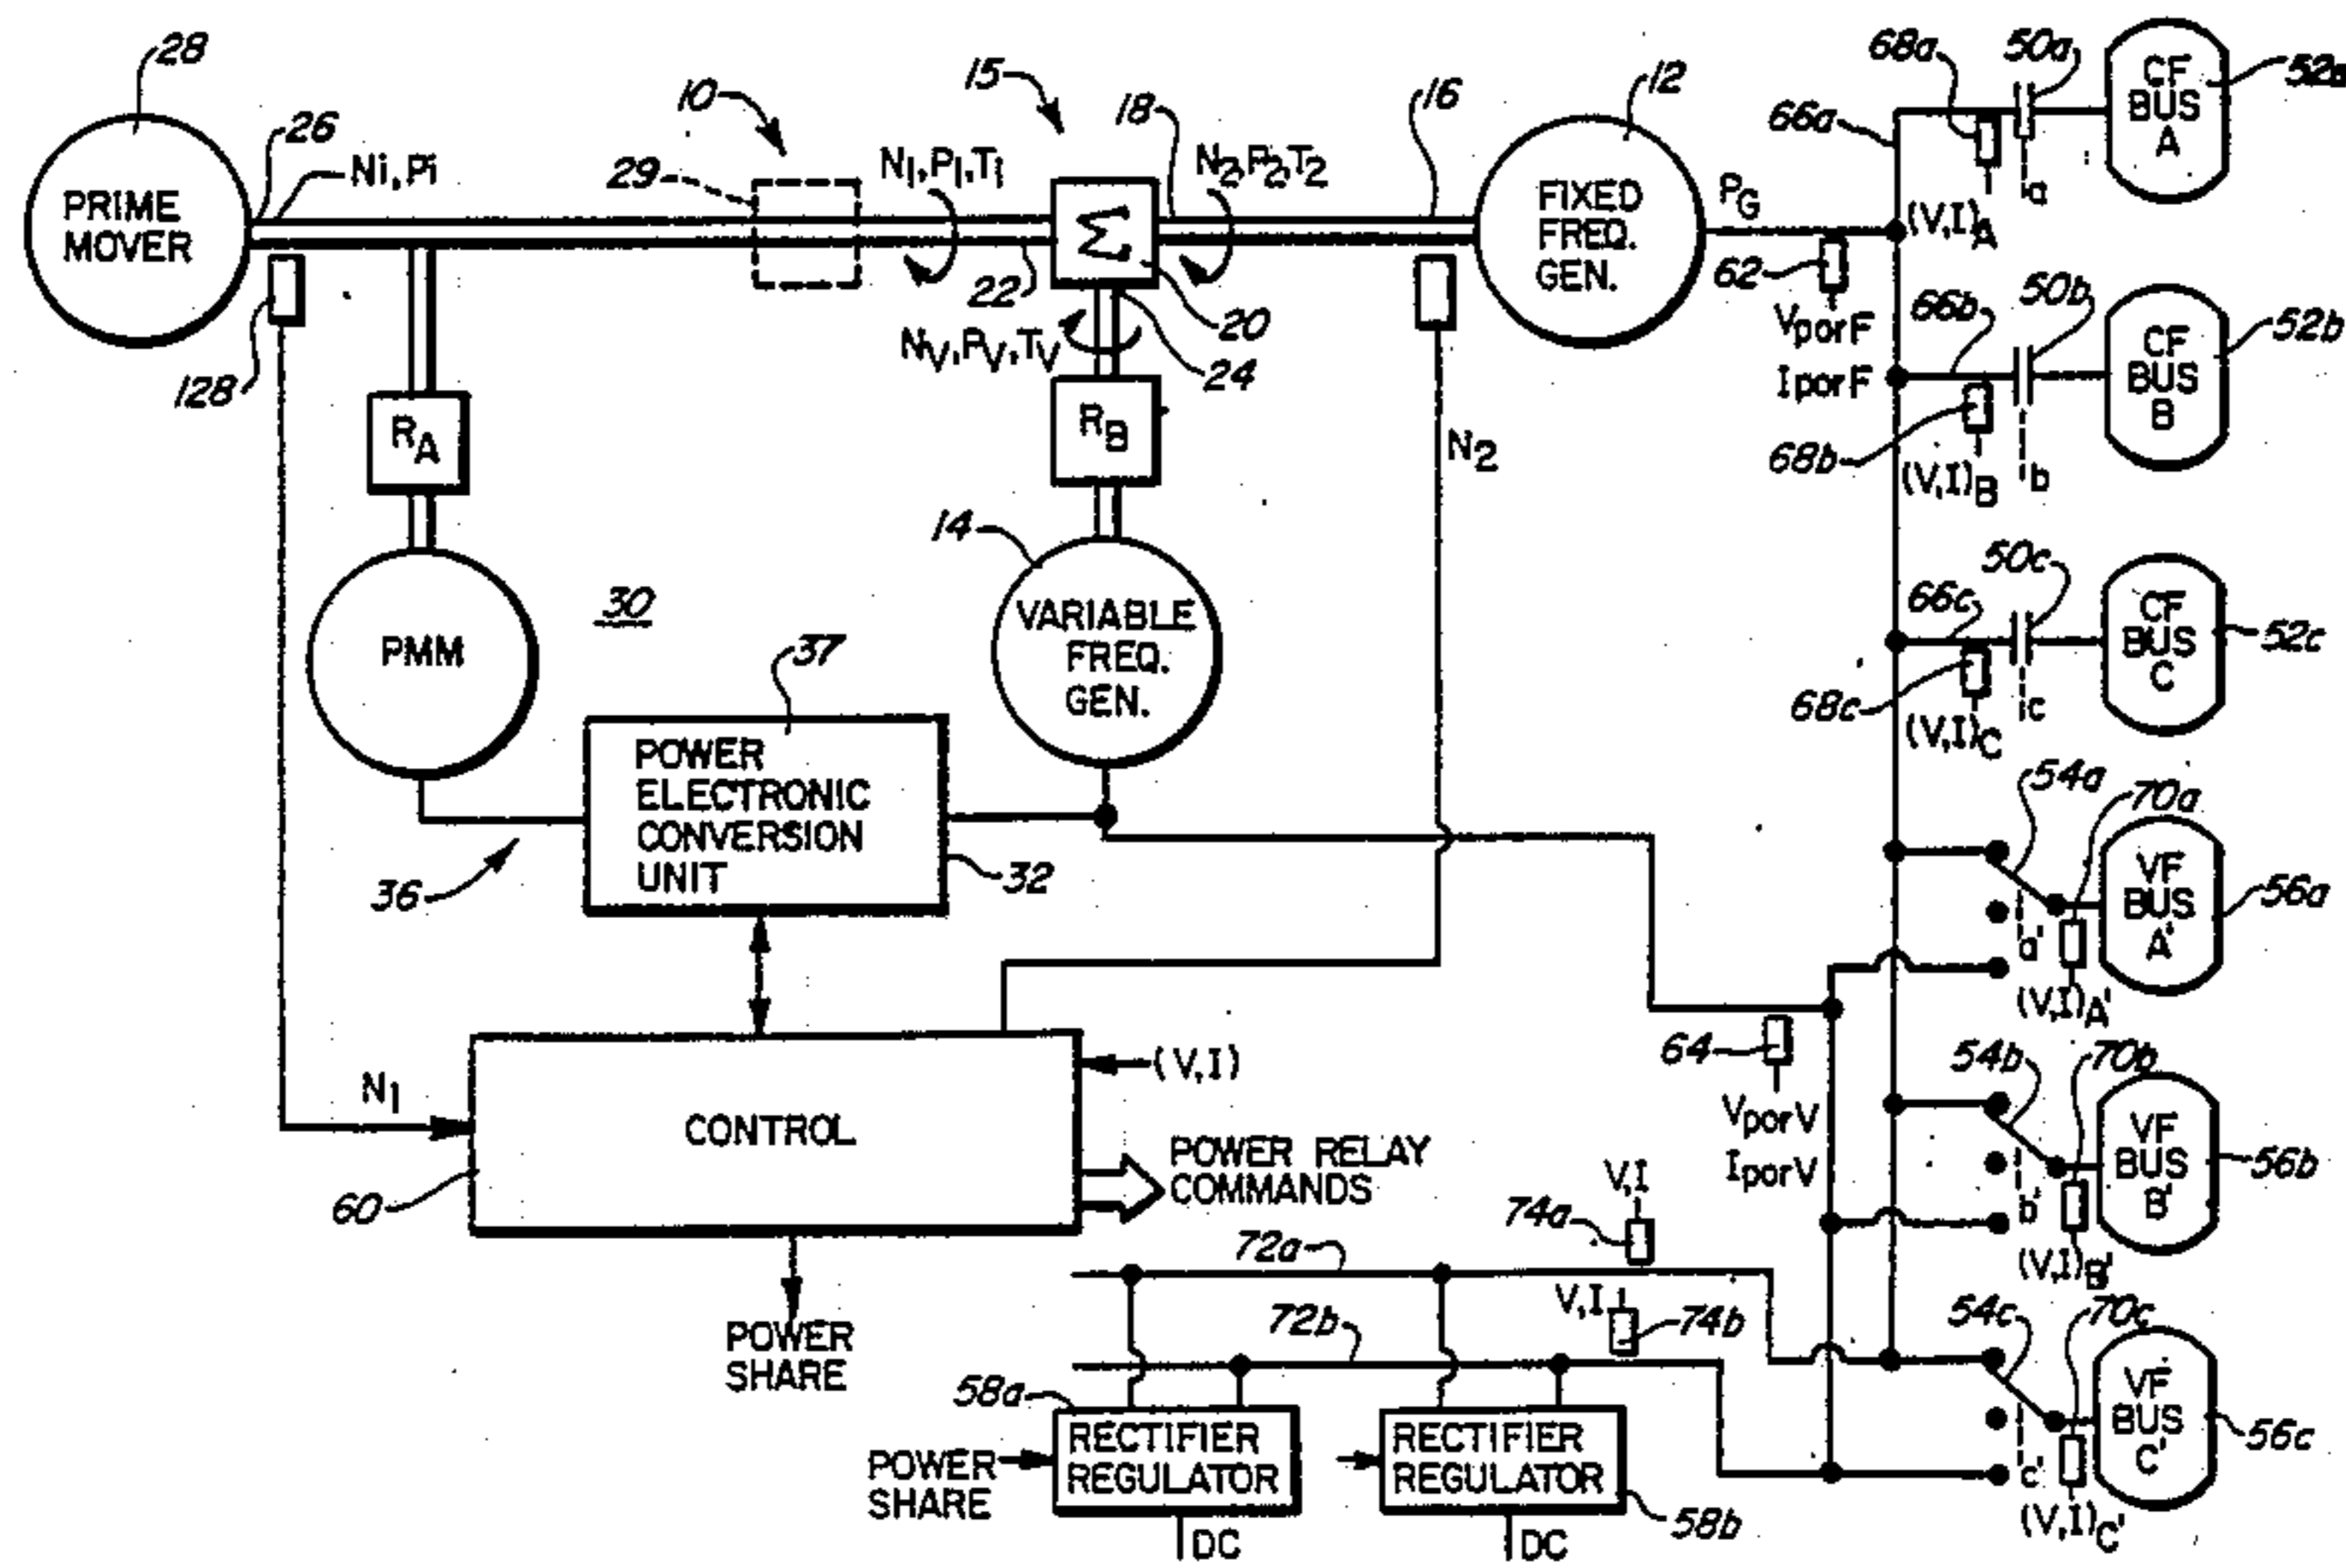 28
26
Ni,Pi
PRIME
MOVER
128
RA
PMM
10
29
N1,P1,T1
22
15
Σ
18
N2,P2,T2
16
20
24
NV,PV,TV
RB
14
VARIABLE
FREQ.
GEN.
12
FIXED
FREQ.
GEN.
PG
62
VporF
IporF
N2
30
37
POWER
ELECTRONIC
CONVERSION
UNIT
32
36
N1
CONTROL
60
(V,I)
POWER RELAY
COMMANDS
POWER
SHARE
66a
68a
50a
a
(V,I)A
CF
BUS
A
52a
66b
50b
68b
(V,I)B
b
CF
BUS
B
52b
66c
50c
68c
(V,I)C
c
CF
BUS
C
52c
54a
70a
a'
(V,I)A'
VF
BUS
A'
56a
64
VporV
IporV
54b
70b
b'
(V,I)B'
VF
BUS
B'
56b
54c
70c
c'
(V,I)C'
VF
BUS
C'
56c
V,I
74a
72a
V,I
74b
72b
58a
RECTIFIER
REGULATOR
POWER
SHARE
DC
RECTIFIER
REGULATOR
58b
DC